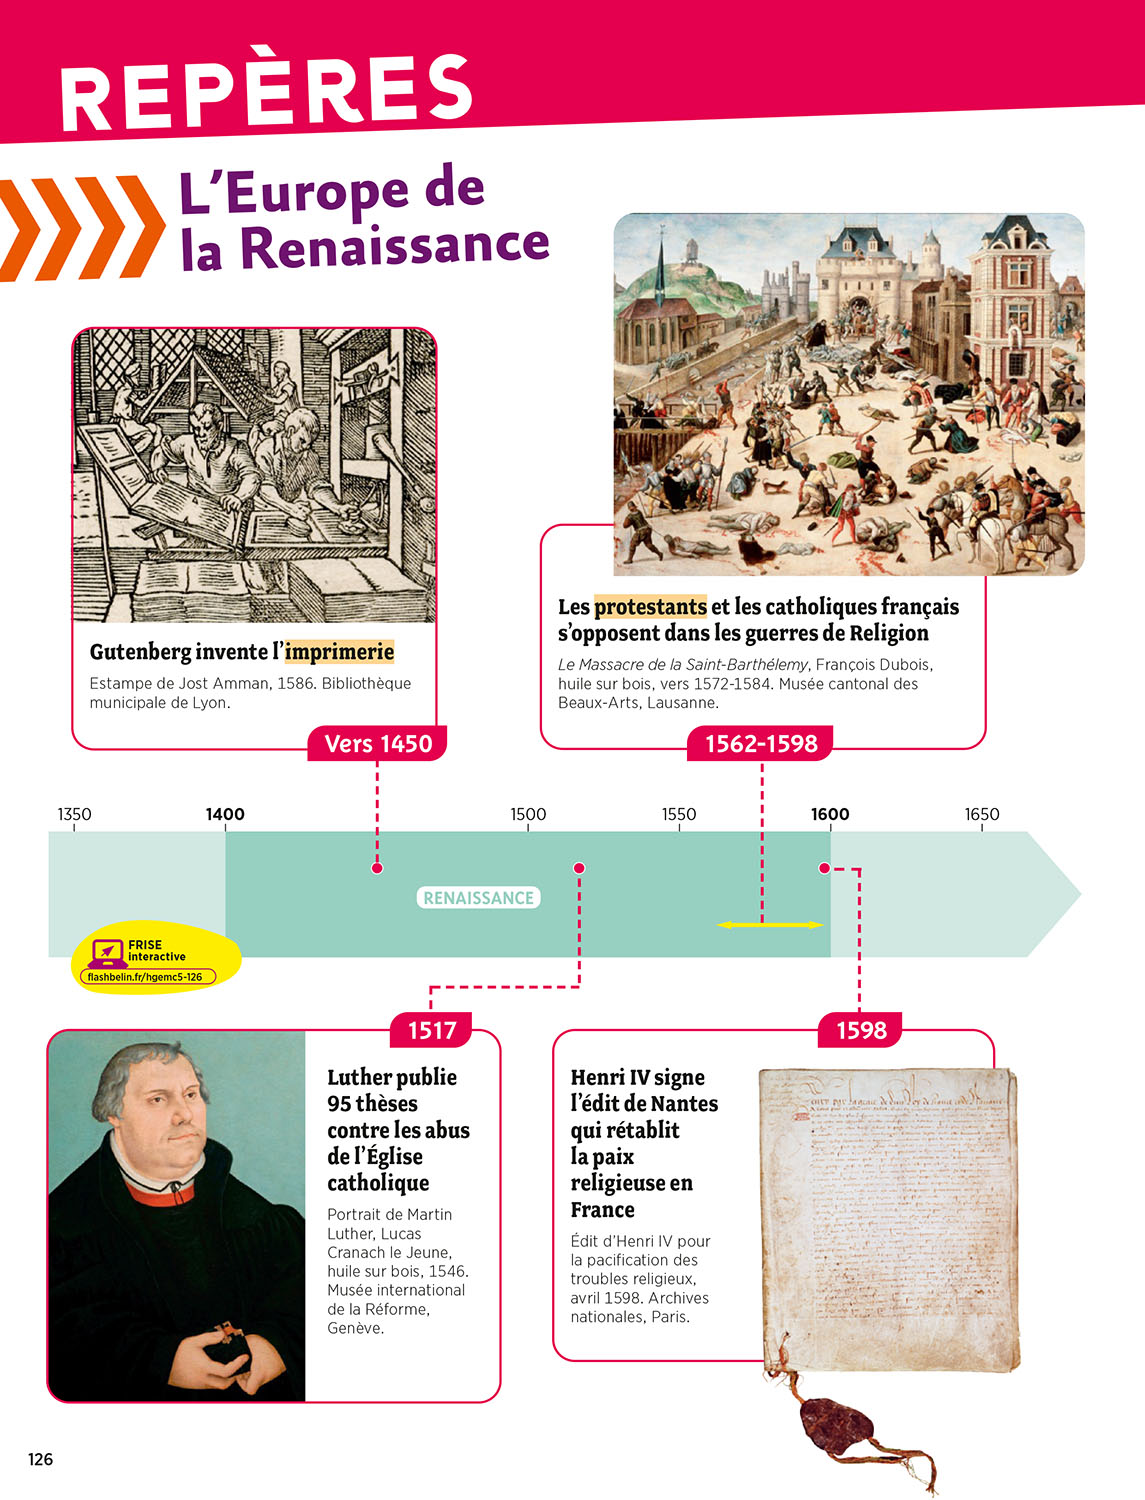 REPÈRES
L'Europe de
la Renaissance
Gutenberg invente l'imprimerie
Estampe de Jost Amman, 1586. Bibliothèque
municipale de Lyon.
Vers 1450
Les protestants et les catholiques français
s'opposent dans les guerres de Religion
Le Massacre de la Saint-Barthélemy, François Dubois,
huile sur bois, vers 1572-1584. Musée cantonal des
Beaux-Arts, Lausanne.
1562-1598
1350 1400 1500 1550 1600 1650
RENAISSANCE
FRISE
interactive
flashbelin.fr/hgemc5-126
1517
Luther publie
95 thèses
contre les abus
de l'Église
catholique
Portrait de Martin
Luther, Lucas
Cranach le Jeune,
huile sur bois, 1546.
Musée international
de la Réforme,
Genève.
1598
Henri IV signe
l'édit de Nantes
qui rétablit
la paix
religieuse en
France
Édit d'Henri IV pour
la pacification des
troubles religieux,
avril 1598. Archives
nationales, Paris.
126